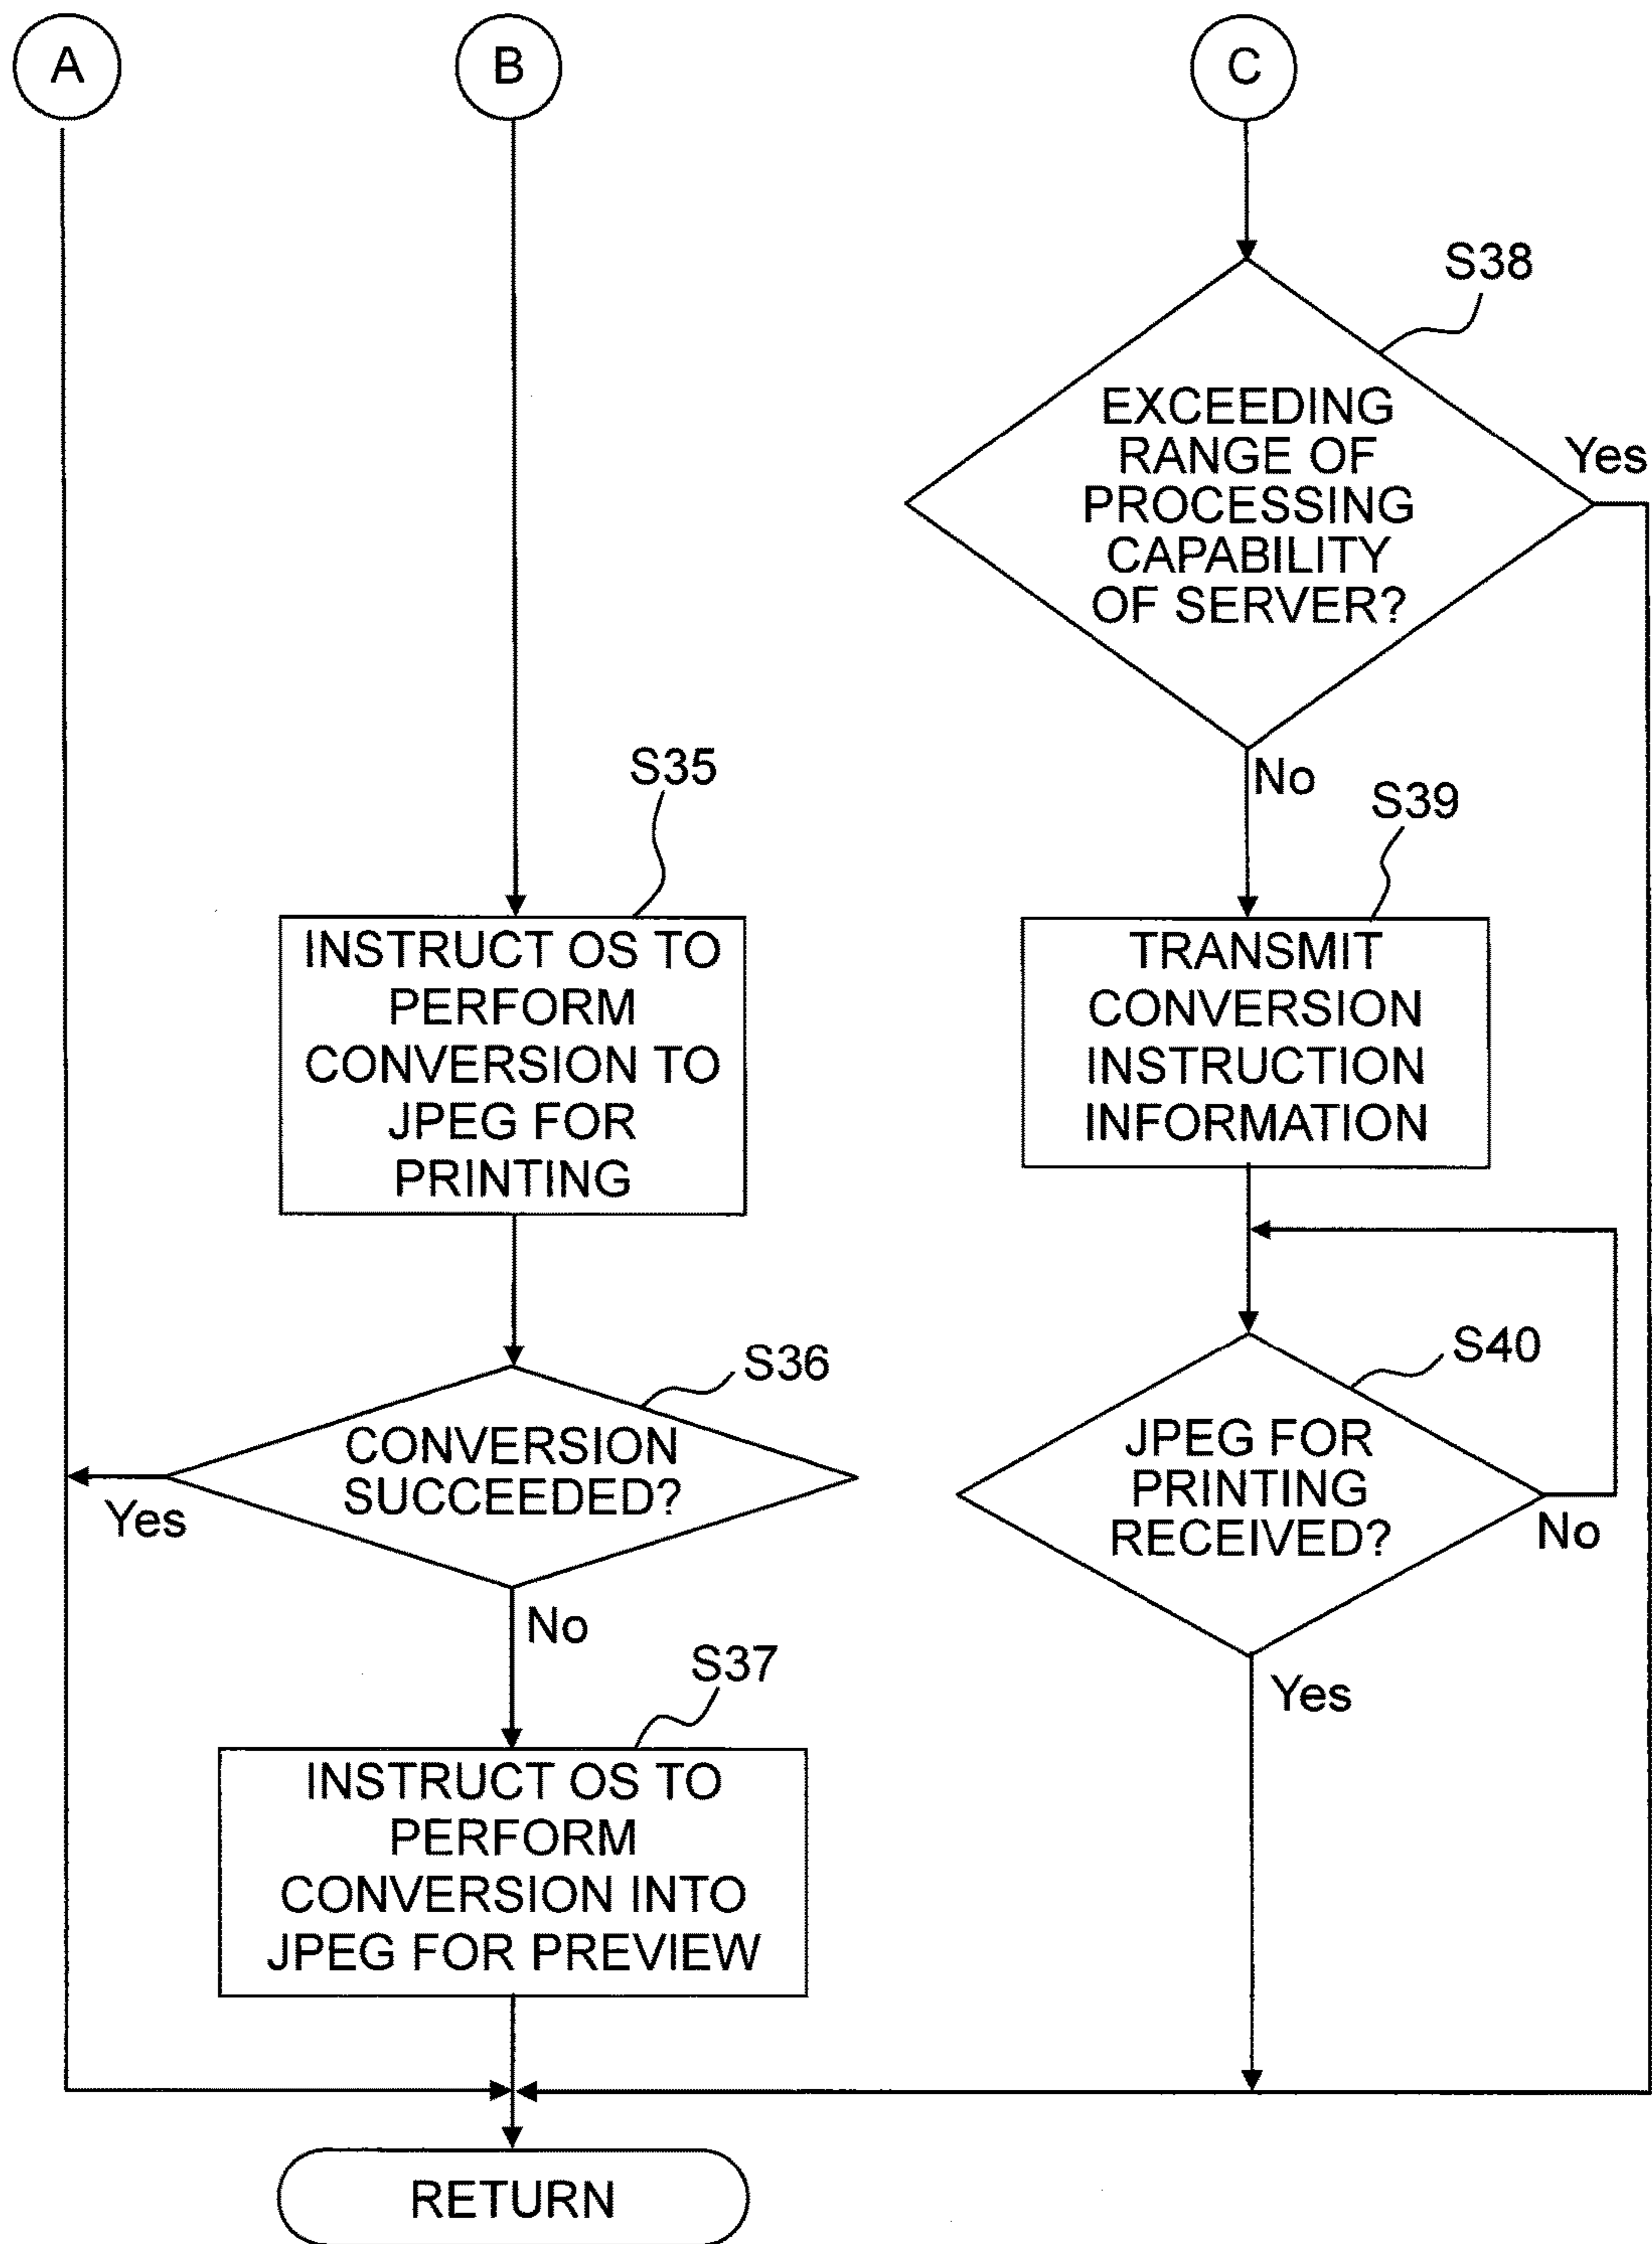 A
B
C
S38
EXCEEDING
RANGE OF
PROCESSING
CAPABILITY
OF SERVER?
Yes
No
S35
INSTRUCT OS TO
PERFORM
CONVERSION TO
JPEG FOR
PRINTING
S39
TRANSMIT
CONVERSION
INSTRUCTION
INFORMATION
S36
CONVERSION
SUCCEEDED?
Yes
No
S40
JPEG FOR
PRINTING
RECEIVED?
No
Yes
S37
INSTRUCT OS TO
PERFORM
CONVERSION INTO
JPEG FOR PREVIEW
RETURN